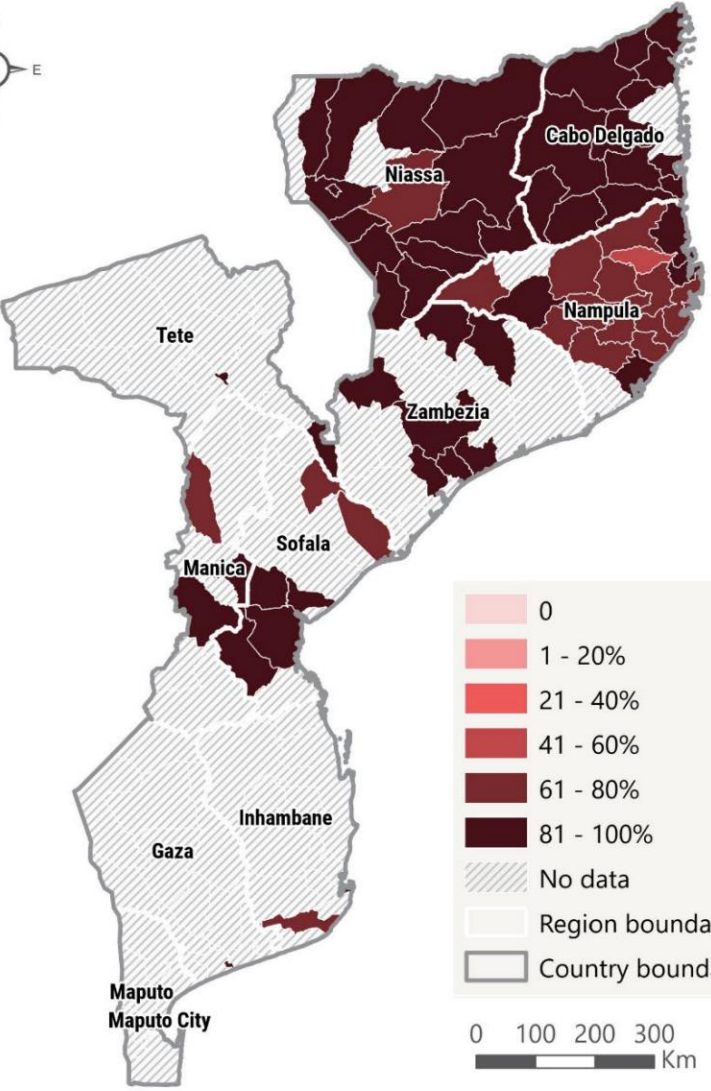 E
Cabo Delgado
Niassa
Nampula
Tete
Zambezia
Sofala
Manica
Inhambane
Gaza
Maputo
Maputo City
0
1 - 20%
21 - 40%
41 - 60%
61 - 80%
81 - 100%
No data
Region bounda
Country bound
0 100 200 300
Km